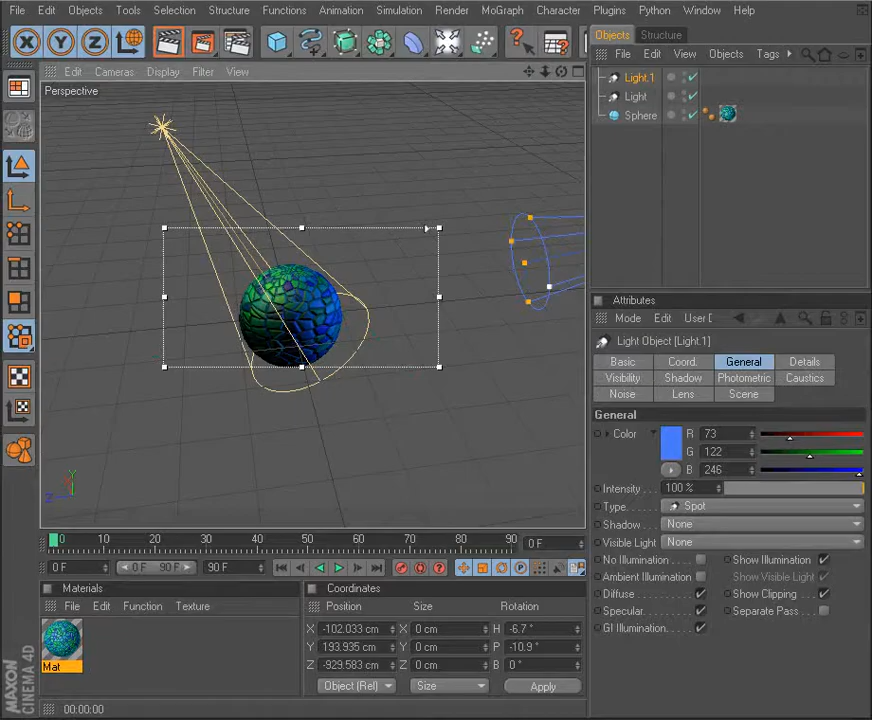 File Edit Objects Tools Selection Structure Functions Animation Simulation Render MoGraph Character Plugins Python Window Help
Objects Structure
File Edit View Objects Tags
Edit Cameras Display Filter View
Perspective
Light.1
Light
Sphere
Y
Z
Attributes
Mode Edit User D
Light Object [Light.1]
Basic Coord. General Details
Visibility Shadow Photometric Caustics
Noise Lens Scene
General
Color R 73
G 122
B 246
Intensity 100 %
Type Spot
Shadow None
Visible Light None
No Illumination Show Illumination
Ambient Illumination Show Visible Light
Diffuse Show Clipping
Specular Separate Pass
GI Illumination
0 10 20 30 40 50 60 70 80 90 0 F
0 F 0 F 90 F 90 F
Materials
File Edit Function Texture
Mat
Coordinates
Position Size Rotation
X -102.033 cm X 0 cm H -6.7 °
Y 193.935 cm Y 0 cm P -10.9 °
Z -929.583 cm Z 0 cm B 0 °
Object (Rel) Size Apply
MAXON
CINEMA 4D
00:00:00